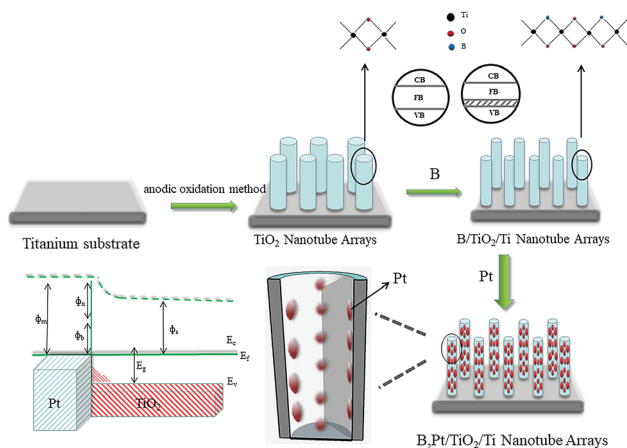 Ti
O
B
CB
FB
VB
CB
FB
VB
anodic oxidation method
B
Titanium substrate
TiO2 Nanotube Arrays
B/TiO2/Ti Nanotube Arrays
Pt
Pt
ϕm
ϕx
ϕb
ϕs
Ec
Ef
Eg
Ev
Pt
TiO2
B,Pt/TiO2/Ti Nanotube Arrays